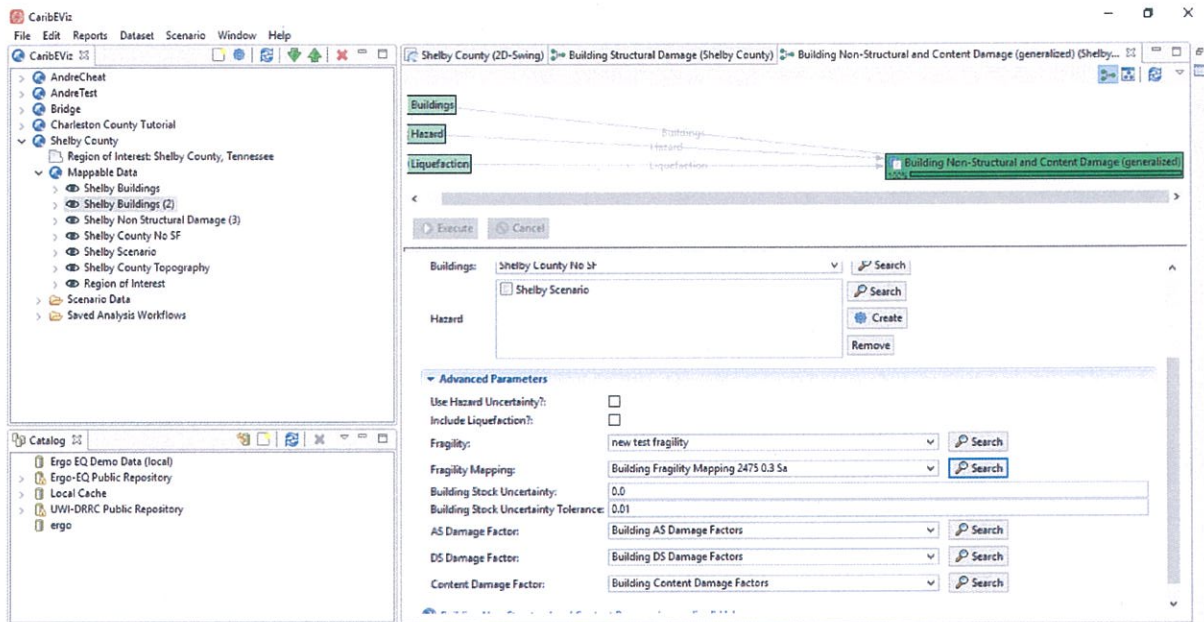 CaribEViz
File Edit Reports Dataset Scenario Window Help
CaribEViz
AndreCheat
AndreTest
Bridge
Charleston County Tutorial
Shelby County
Region of Interest: Shelby County, Tennessee
Mappable Data
Shelby Buildings
Shelby Buildings (2)
Shelby Non Structural Damage (3)
Shelby County No SF
Shelby Scenario
Shelby County Topography
Region of Interest
Scenario Data
Saved Analysis Workflows
Catalog
Ergo EQ Demo Data (local)
Ergo-EQ Public Repository
Local Cache
UWI-DRRC Public Repository
ergo
Shelby County (2D-Swing) Building Structural Damage (Shelby County) Building Non-Structural and Content Damage (generalized) (Shelby...
Buildings
Hazard
Liquefaction
Buildings
Hazard
Liquefaction
Building Non-Structural and Content Damage (generalized)
100%
Execute Cancel
Buildings: Shelby County No SF Search
Shelby Scenario Search
Hazard Create
Remove
Advanced Parameters
Use Hazard Uncertainty?:
Include Liquefaction?:
Fragility: new test fragility Search
Fragility Mapping: Building Fragility Mapping 2475 0.3 Sa Search
Building Stock Uncertainty: 0.0
Building Stock Uncertainty Tolerance: 0.01
AS Damage Factor: Building AS Damage Factors Search
DS Damage Factor: Building DS Damage Factors Search
Content Damage Factor: Building Content Damage Factors Search